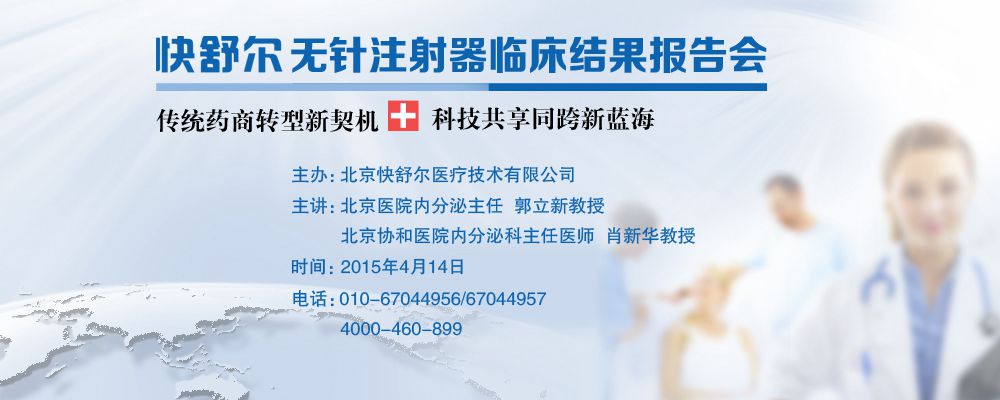 快舒尔 无针注射器临床结果报告会
传统药商转型新契机 科技共享同跨新蓝海
主办: 北京快舒尔医疗技术有限公司
主讲: 北京医院内分泌主任 郭立新教授
北京协和医院内分泌科主任医师 肖新华教授
时间: 2015年4月14日
电话: 010-67044956/67044957
4000-460-899